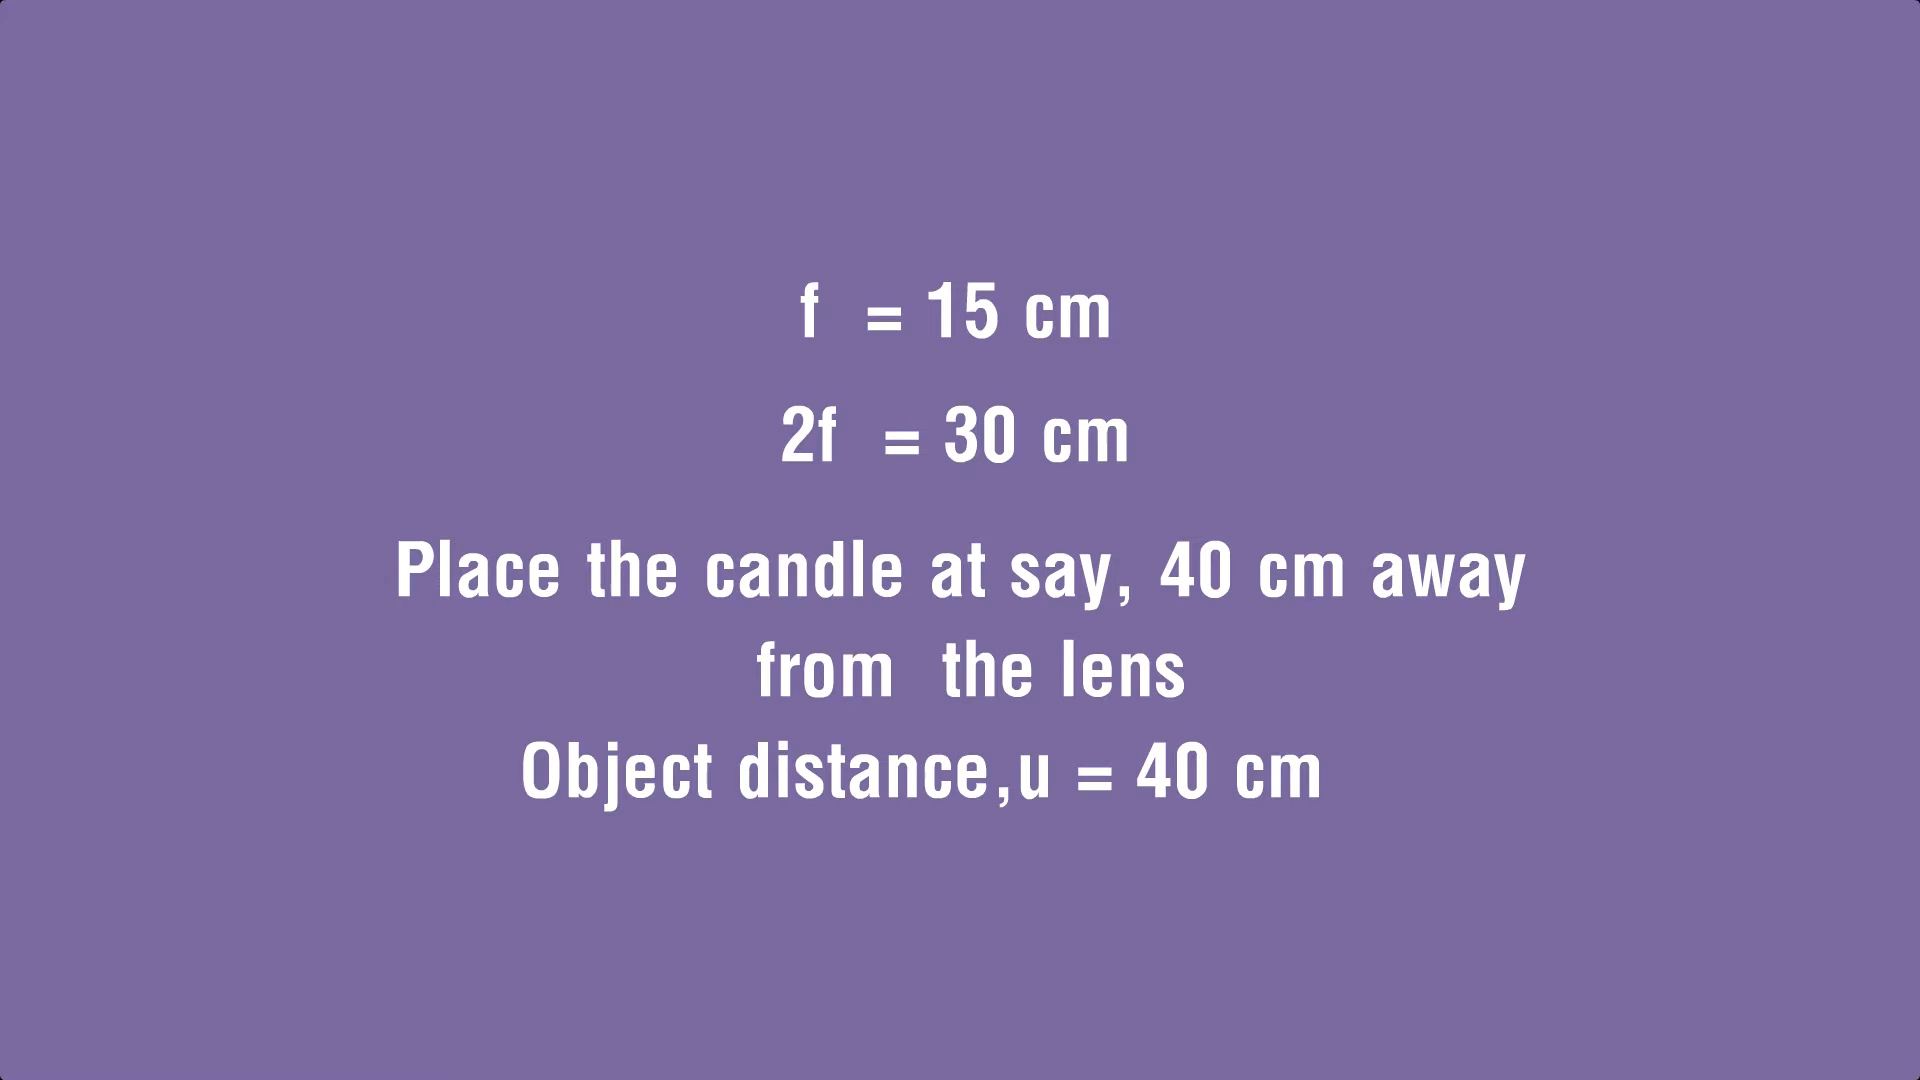 f = 15 cm
2f = 30 cm
Place the candle at say, 40 cm away
from the lens
Object distance,u = 40 cm